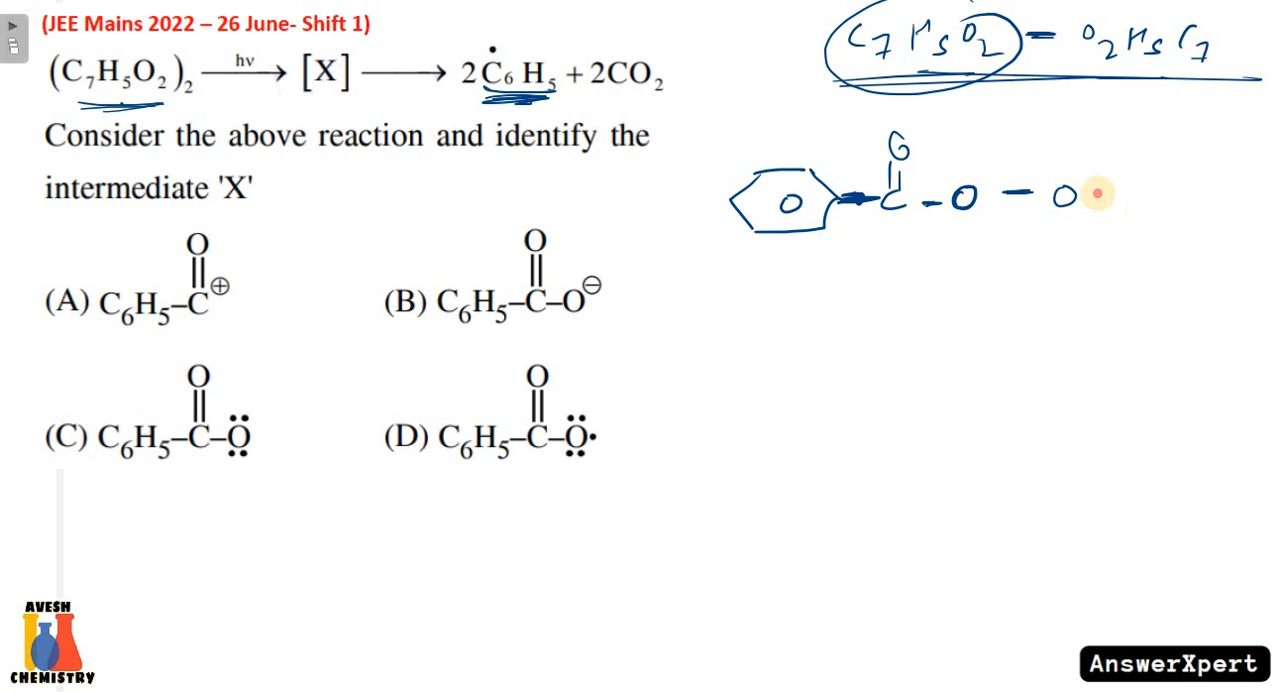 (JEE Mains 2022 – 26 June- Shift 1)
(C₇H₅O₂)₂ —hν→ [X] ⟶ 2Ċ₆H₅ + 2CO₂
Consider the above reaction and identify the
intermediate 'X'
O
(A) C₆H₅–C⊕
O
(B) C₆H₅–C–O⊖
O
(C) C₆H₅–C–Ö
O
(D) C₆H₅–C–Ö·
C₇H₅O₂ – O₂H₅C₇
O
C – O – O
AVESH
CHEMISTRY
AnswerXpert